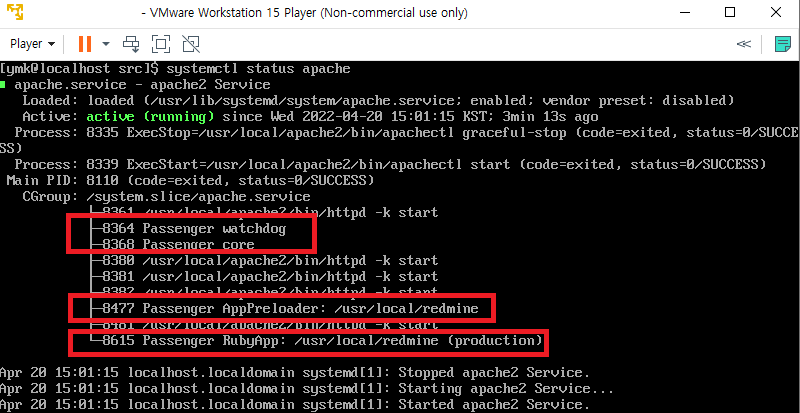 - VMware Workstation 15 Player (Non-commercial use only)
Player
[ymk@localhost src]$ systemctl status apache
apache.service - apache2 Service
Loaded: loaded (/usr/lib/systemd/system/apache.service; enabled; vendor preset: disabled)
Active: active (running) since Wed 2022-04-20 15:01:15 KST; 3min 13s ago
Process: 8335 ExecStop=/usr/local/apache2/bin/apachectl graceful-stop (code=exited, status=0/SUCCE
SS)
Process: 8339 ExecStart=/usr/local/apache2/bin/apachectl start (code=exited, status=0/SUCCESS)
Main PID: 8110 (code=exited, status=0/SUCCESS)
CGroup: /system.slice/apache.service
├─8361 /usr/local/apache2/bin/httpd -k start
├─8364 Passenger watchdog
├─8368 Passenger core
├─8380 /usr/local/apache2/bin/httpd -k start
├─8381 /usr/local/apache2/bin/httpd -k start
├─8382 /usr/local/apache2/bin/httpd -k start
├─8477 Passenger AppPreloader: /usr/local/redmine
├─8481 /usr/local/apache2/bin/httpd -k start
└─8615 Passenger RubyApp: /usr/local/redmine (production)
Apr 20 15:01:15 localhost.localdomain systemd[1]: Stopped apache2 Service.
Apr 20 15:01:15 localhost.localdomain systemd[1]: Starting apache2 Service...
Apr 20 15:01:15 localhost.localdomain systemd[1]: Started apache2 Service.